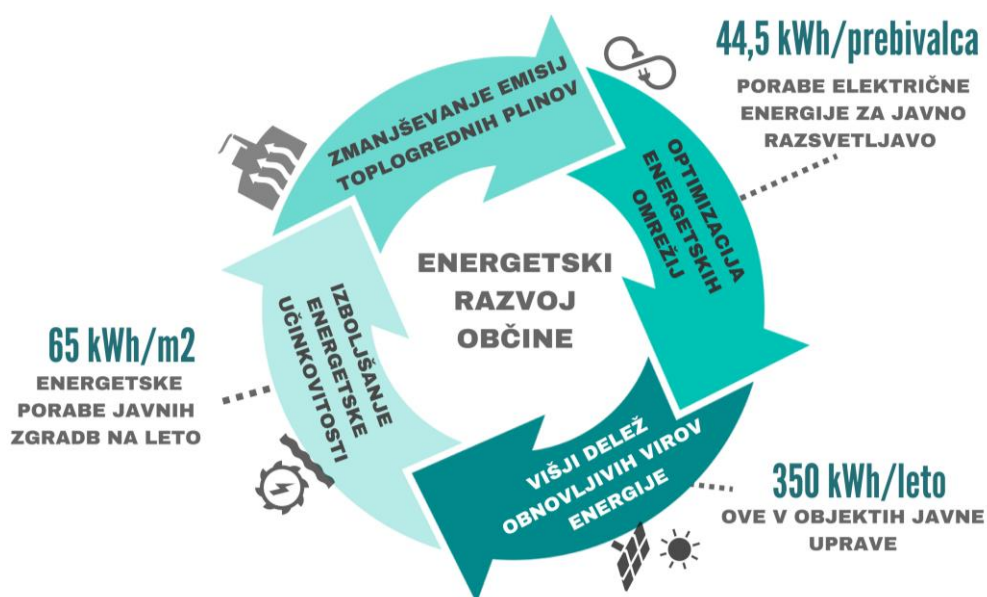 44,5 kWh/prebivalca
PORABE ELEKTRIČNE
ENERGIJE ZA JAVNO
RAZSVETLJAVO
ZMANJŠEVANJE EMISIJ
TOPLOGREDNIH PLINOV
OPTIMIZACIJA
ENERGETSKIH
OMREŽIJ
ENERGETSKI
RAZVOJ
OBČINE
IZBOLJŠANJE
ENERGETSKE
UČINKOVITOSTI
65 kWh/m2
ENERGETSKE
PORABE JAVNIH
ZGRADB NA LETO
VIŠJI DELEŽ
OBNOVLJIVIH VIROV
ENERGIJE
350 kWh/leto
OVE V OBJEKTIH JAVNE
UPRAVE